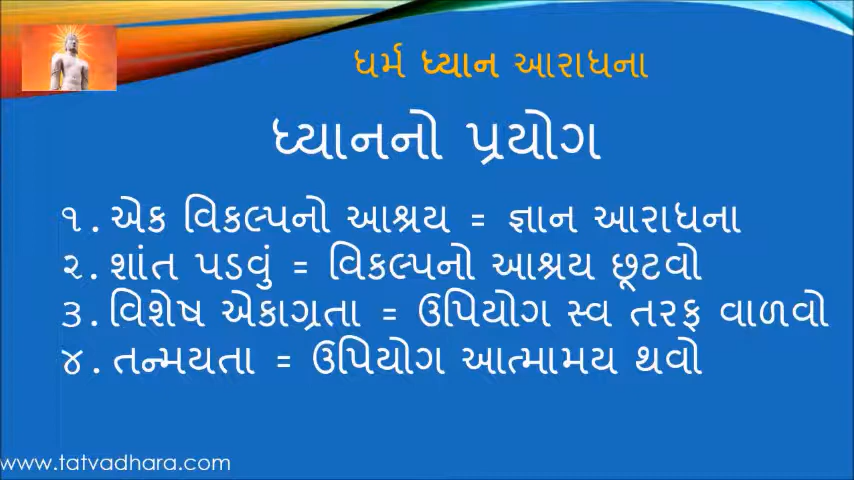 ધર્મ ધ્યાન આરાધના
ધ્યાનનો પ્રયોગ
૧. એક વિકલ્પનો આશ્રય = જ્ઞાન આરાધના
૨. શાંત પડવું = વિકલ્પનો આશ્રય છૂટવો
૩. વિશેષ એકાગ્રતા = ઉપિયોગ સ્વ તરફ વાળવો
૪. તન્મયતા = ઉપિયોગ આત્મામય થવો
www.tatvadhara.com